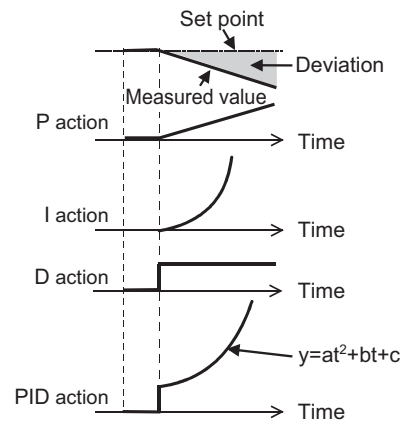 Set point
Deviation
Measured value
P action
Time
I action
Time
D action
Time
y=at²+bt+c
PID action
Time